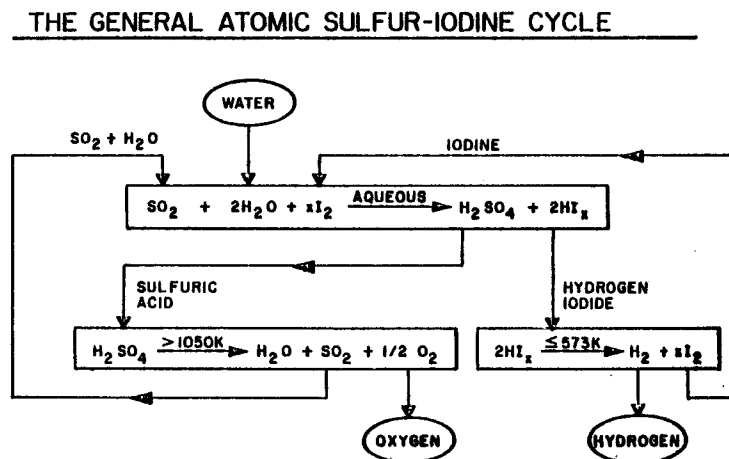 THE GENERAL ATOMIC SULFUR-IODINE CYCLE
WATER
SO₂ + H₂O
IODINE
SO₂ + 2H₂O + xI₂ AQUEOUS → H₂SO₄ + 2HIₓ
SULFURIC
ACID
HYDROGEN
IODIDE
H₂SO₄ >1050K → H₂O + SO₂ + 1/2 O₂
2HIₓ ≤573K → H₂ + xI₂
OXYGEN
HYDROGEN